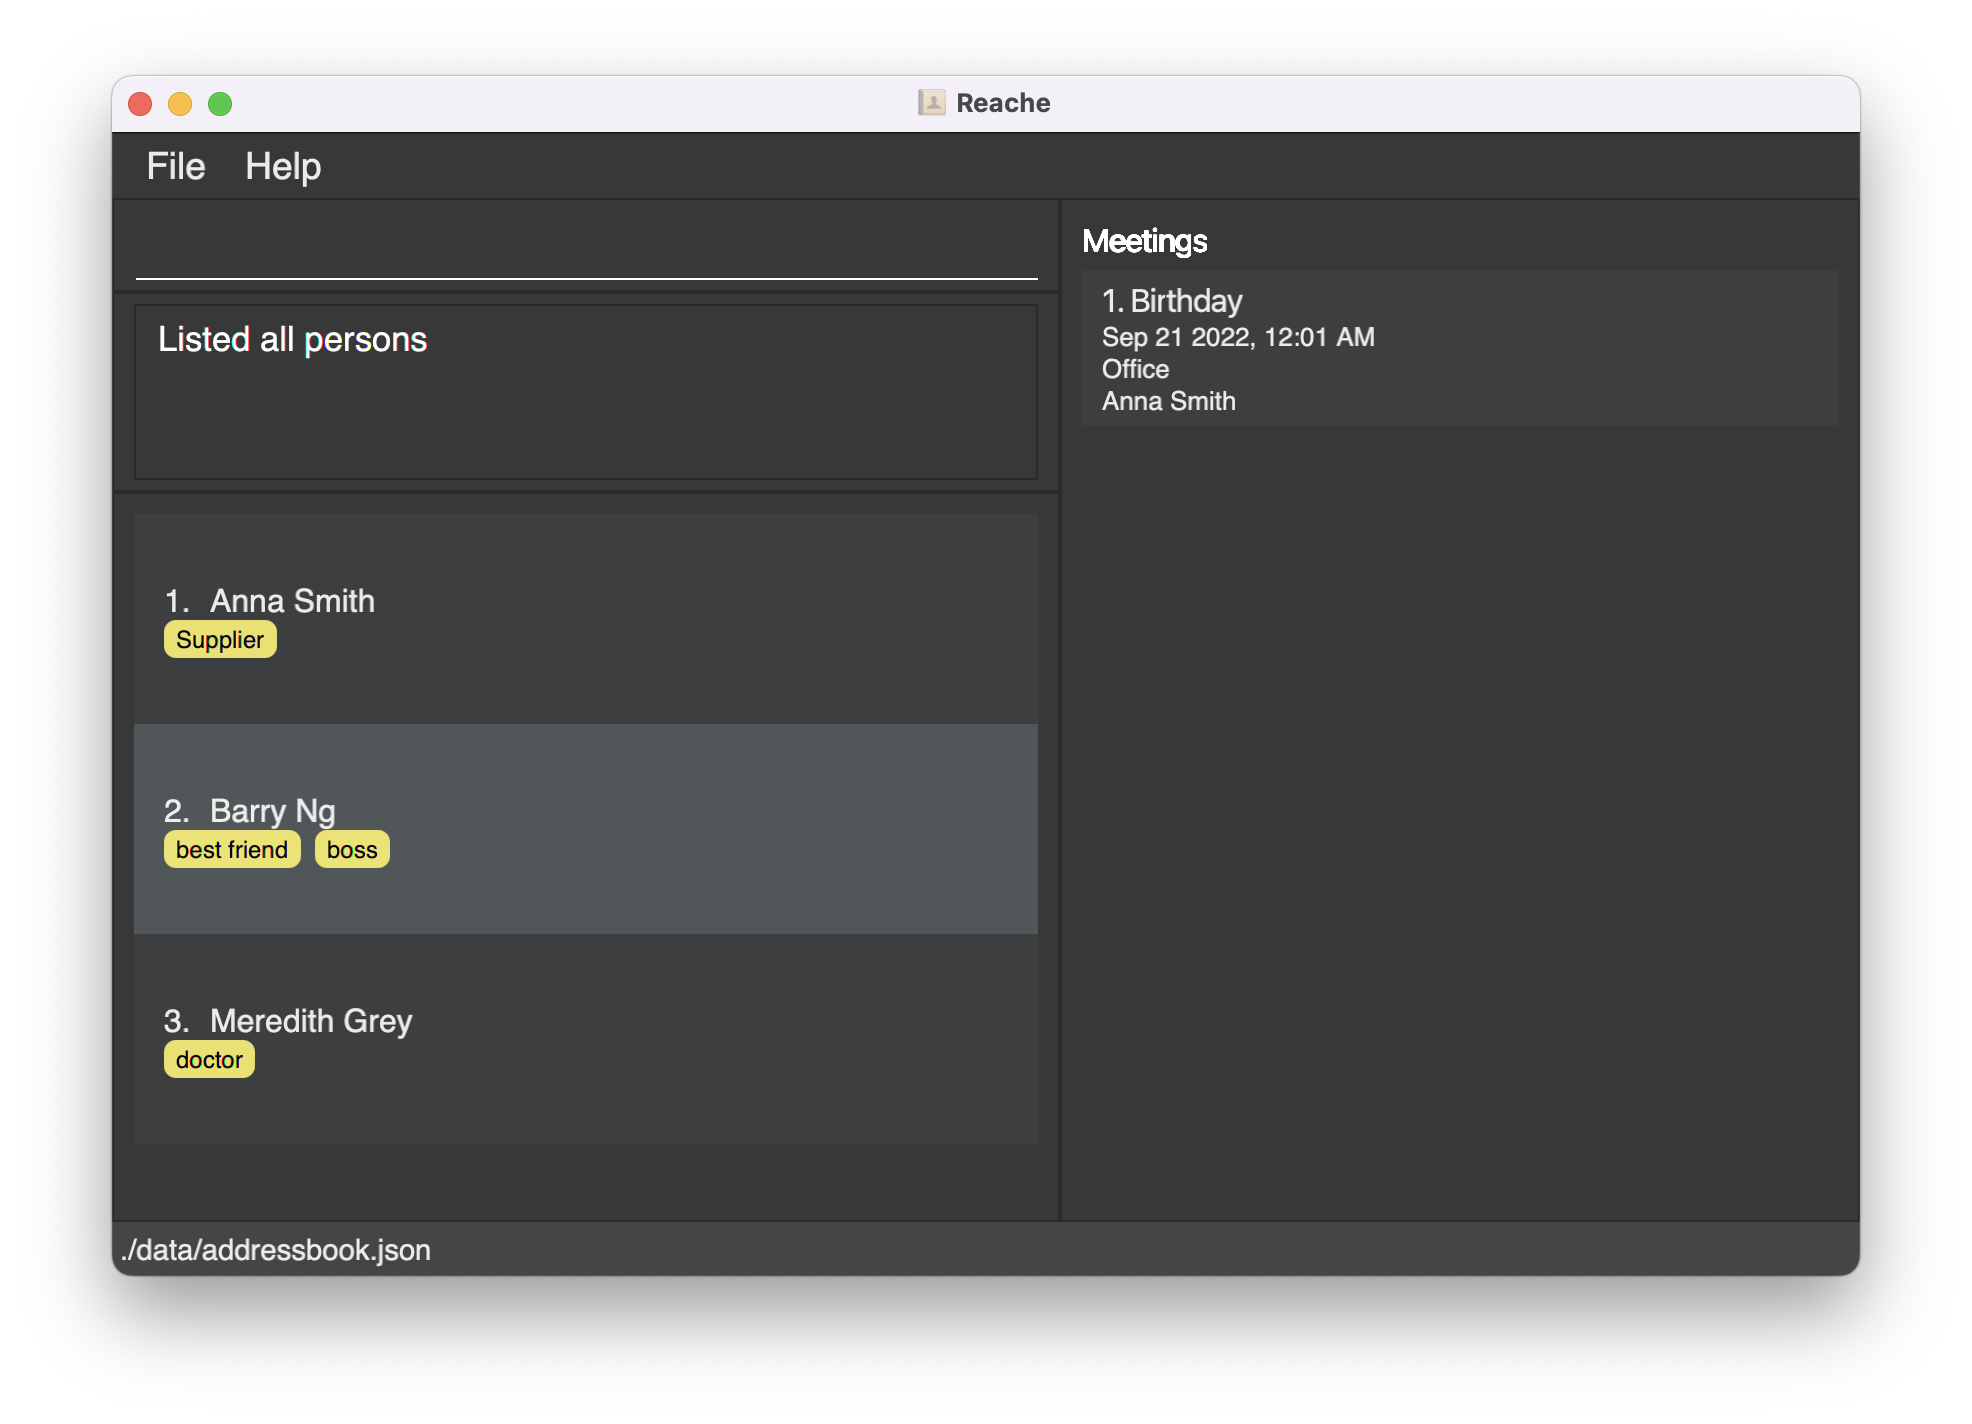 Reache
File Help
Listed all persons
1. Anna Smith
Supplier
2. Barry Ng
best friend boss
3. Meredith Grey
doctor
Meetings
1. Birthday
Sep 21 2022, 12:01 AM
Office
Anna Smith
./data/addressbook.json